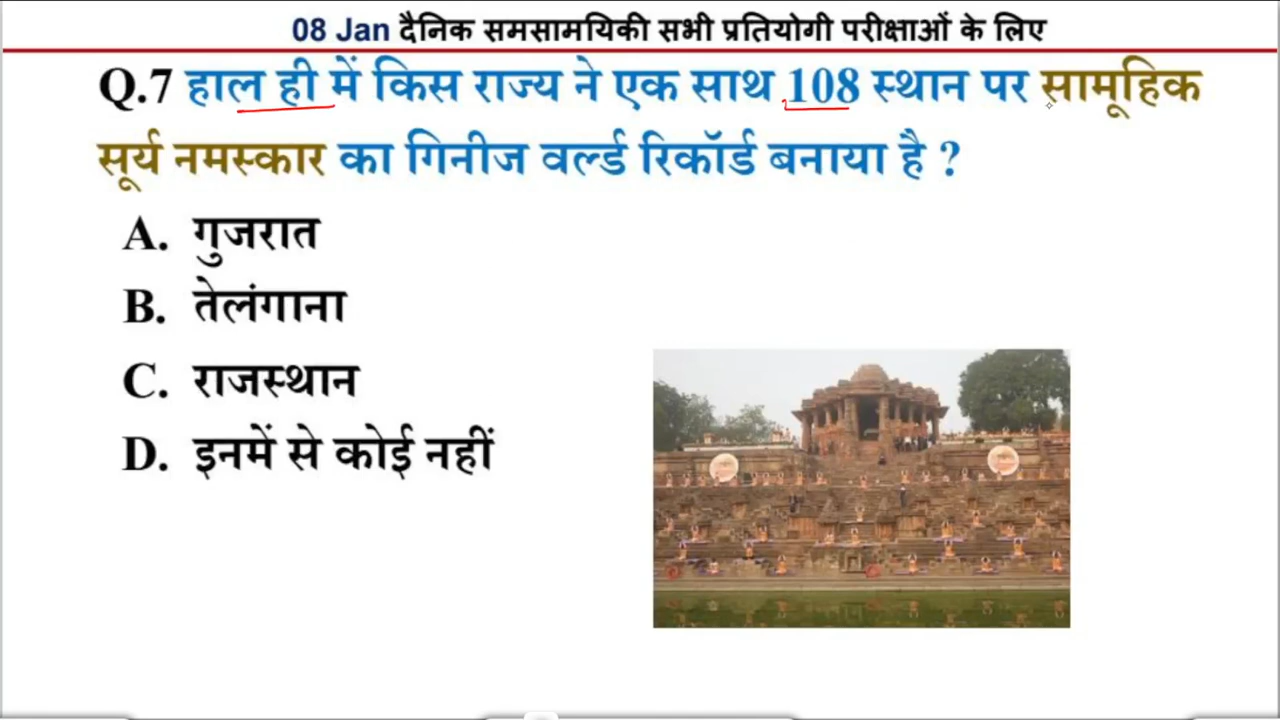 08 Jan दैनिक समसामयिकी सभी प्रतियोगी परीक्षाओं के लिए
Q.7 हाल ही में किस राज्य ने एक साथ 108 स्थान पर सामूहिक
सूर्य नमस्कार का गिनीज वर्ल्ड रिकॉर्ड बनाया है ?
A. गुजरात
B. तेलंगाना
C. राजस्थान
D. इनमें से कोई नहीं